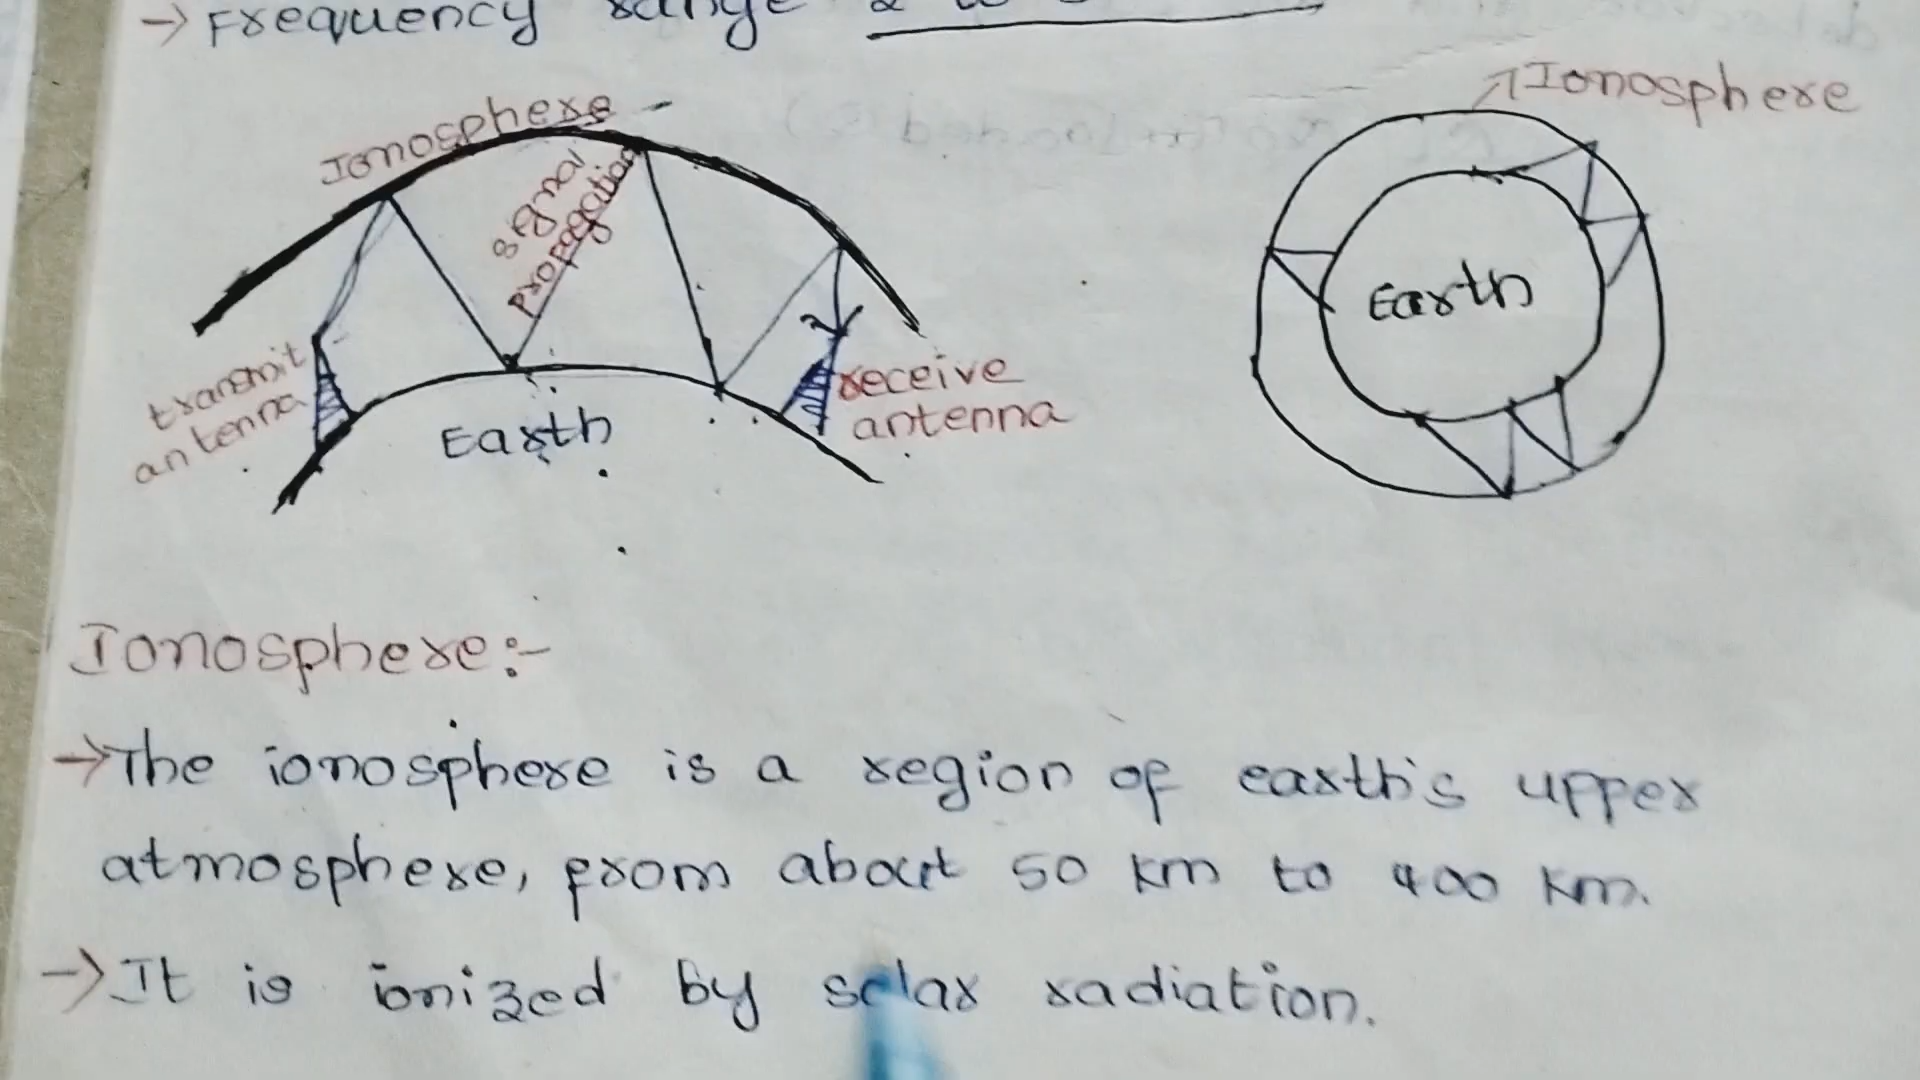 → Frequency range
Ionosphere
signal
propagation
transmit
antenna
Earth
receive
antenna
Ionosphere
Earth
Ionosphere:-
→ The ionosphere is a region of earth's upper
atmosphere, from about 50 km to 400 km.
→ It is ionized by solar radiation.